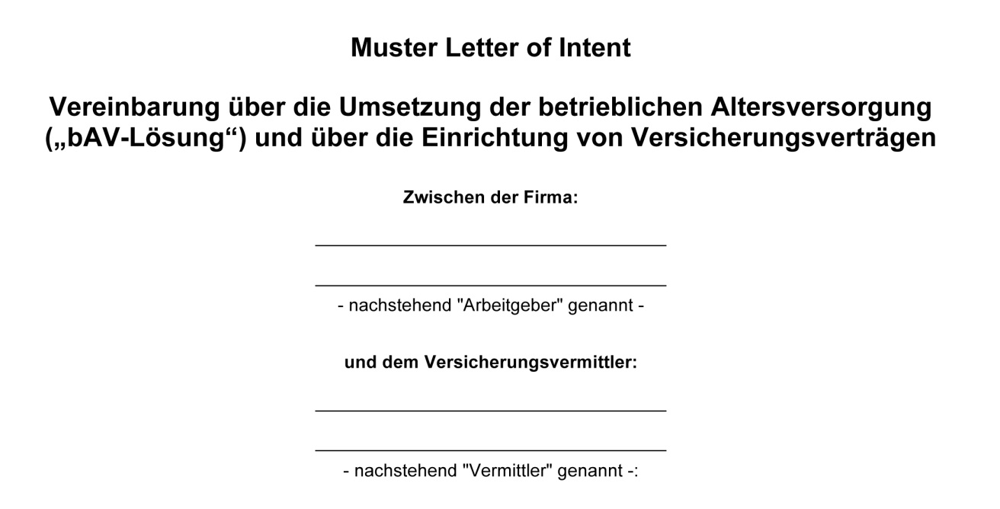 Muster Letter of Intent
Vereinbarung über die Umsetzung der betrieblichen Altersversorgung
(„bAV-Lösung“) und über die Einrichtung von Versicherungsverträgen
Zwischen der Firma:
- nachstehend "Arbeitgeber" genannt -
und dem Versicherungsvermittler:
- nachstehend "Vermittler" genannt -: